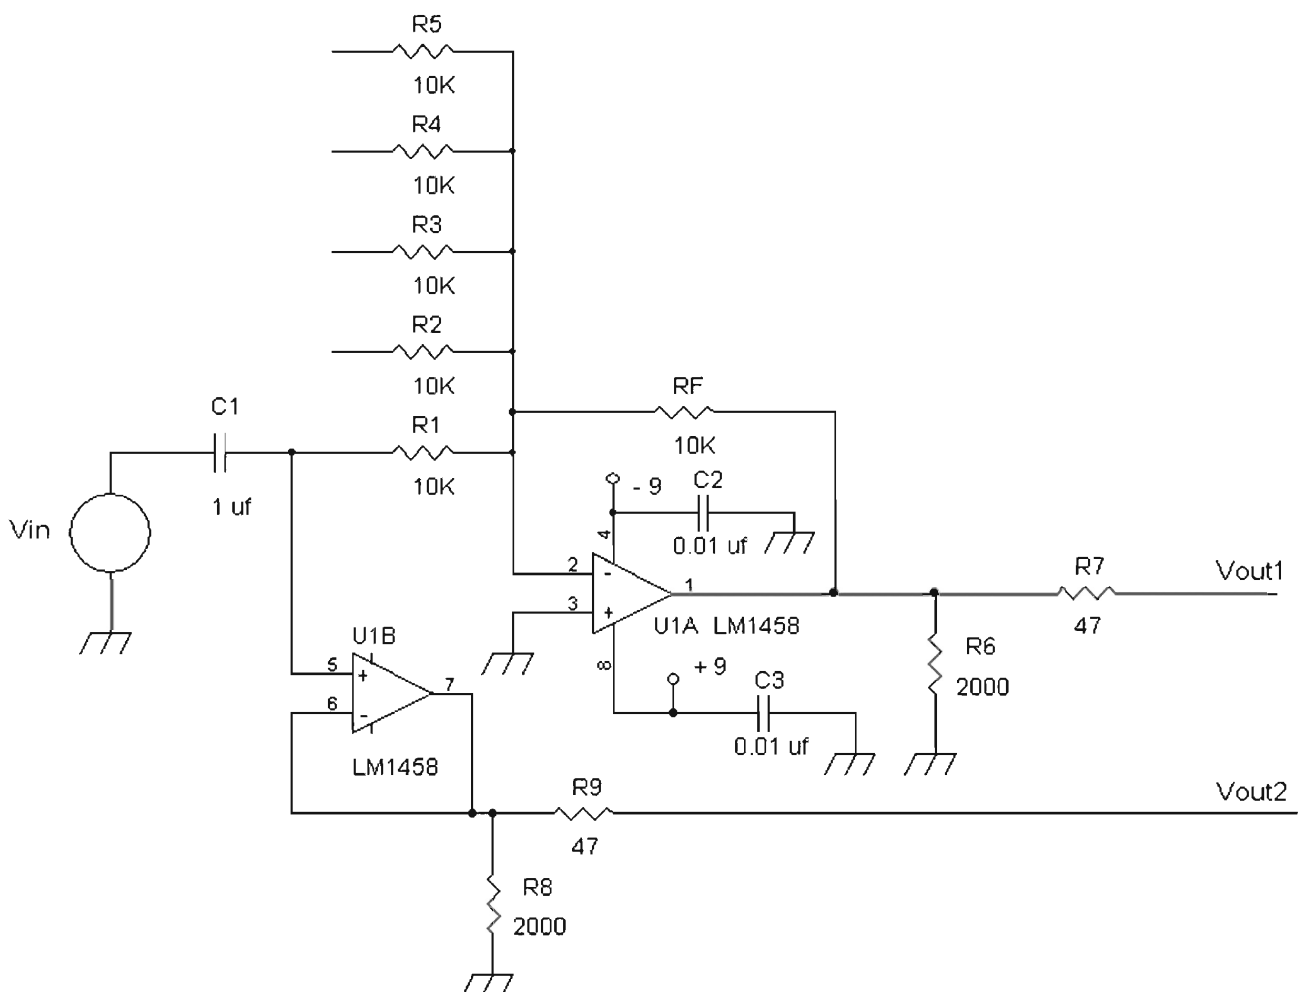 R5
10K
R4
10K
R3
10K
R2
10K
C1
R1
RF
10K
10K
1 uf
Vin
- 9
C2
4
0.01 uf
2
-
3
+
1
U1A LM1458
R7
47
Vout1
8
+ 9
C3
0.01 uf
R6
2000
U1B
5
+
6
-
7
LM1458
R9
47
Vout2
R8
2000